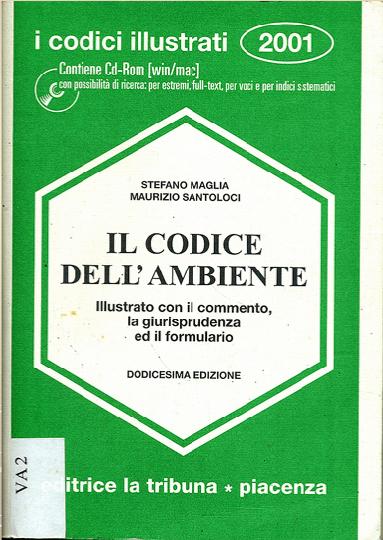 i codici illustrati 2001
Contiene Cd-Rom [win/mac]
con possibilità di ricerca: per estremi, full-text, per voci e per indici sistematici
STEFANO MAGLIA
MAURIZIO SANTOLOCI
IL CODICE
DELL'AMBIENTE
Illustrato con il commento,
la giurisprudenza
ed il formulario
DODICESIMA EDIZIONE
VA2
editrice la tribuna * piacenza